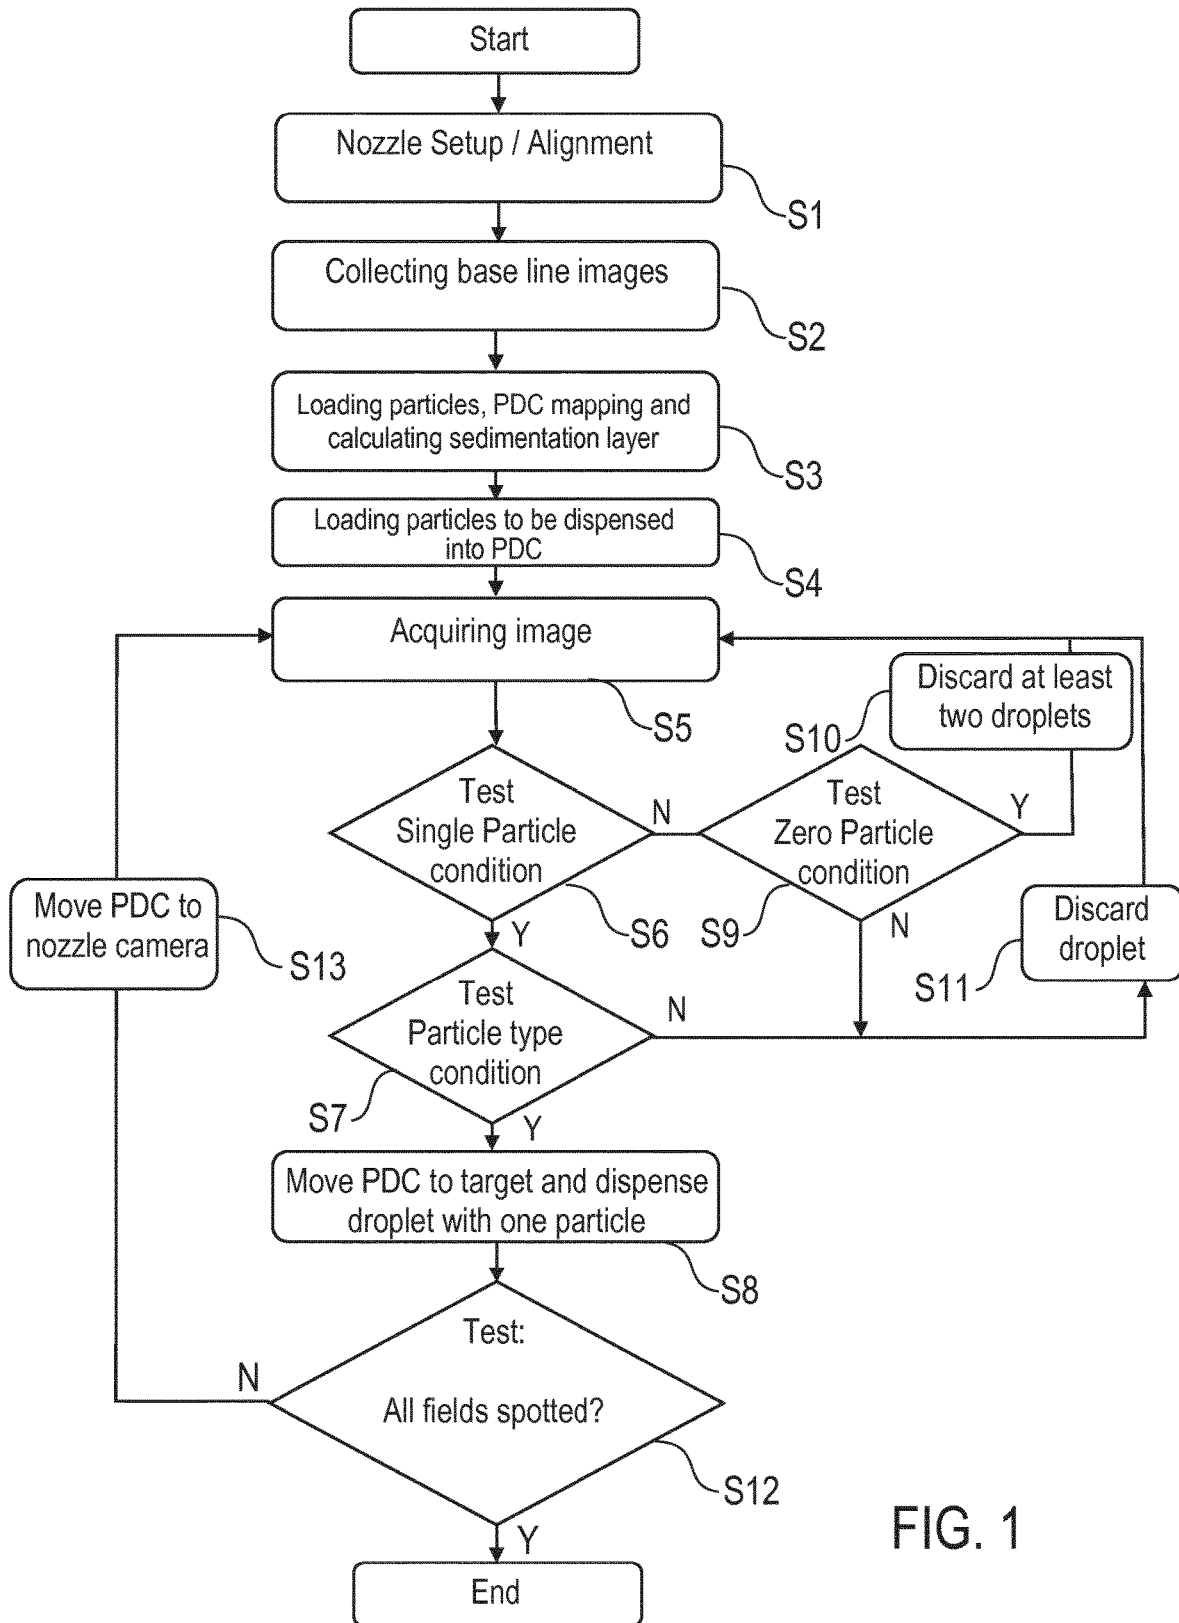 Start
Nozzle Setup / Alignment
S1
Collecting base line images
S2
Loading particles, PDC mapping and
calculating sedimentation layer
S3
Loading particles to be dispensed
into PDC
S4
Acquiring image
S5
Discard at least
two droplets
S10
Test
Single Particle
condition
N
S6
Y
Test
Zero Particle
condition
Y
S9
N
Discard
droplet
S11
Move PDC to
nozzle camera
S13
Test
Particle type
condition
N
S7
Y
Move PDC to target and dispense
droplet with one particle
S8
Test:
All fields spotted?
N
S12
Y
End
FIG. 1